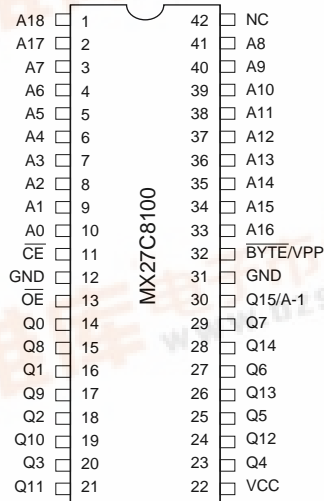 A18 1 42 NC
A17 2 41 A8
A7 3 40 A9
A6 4 39 A10
A5 5 38 A11
A4 6 37 A12
A3 7 36 A13
A2 8 35 A14
A1 9 34 A15
A0 10 33 A16
CE 11 32 BYTE/VPP
GND 12 31 GND
OE 13 30 Q15/A-1
Q0 14 29 Q7
Q8 15 28 Q14
Q1 16 27 Q6
Q9 17 26 Q13
Q2 18 25 Q5
Q10 19 24 Q12
Q3 20 23 Q4
Q11 21 22 VCC
MX27C8100